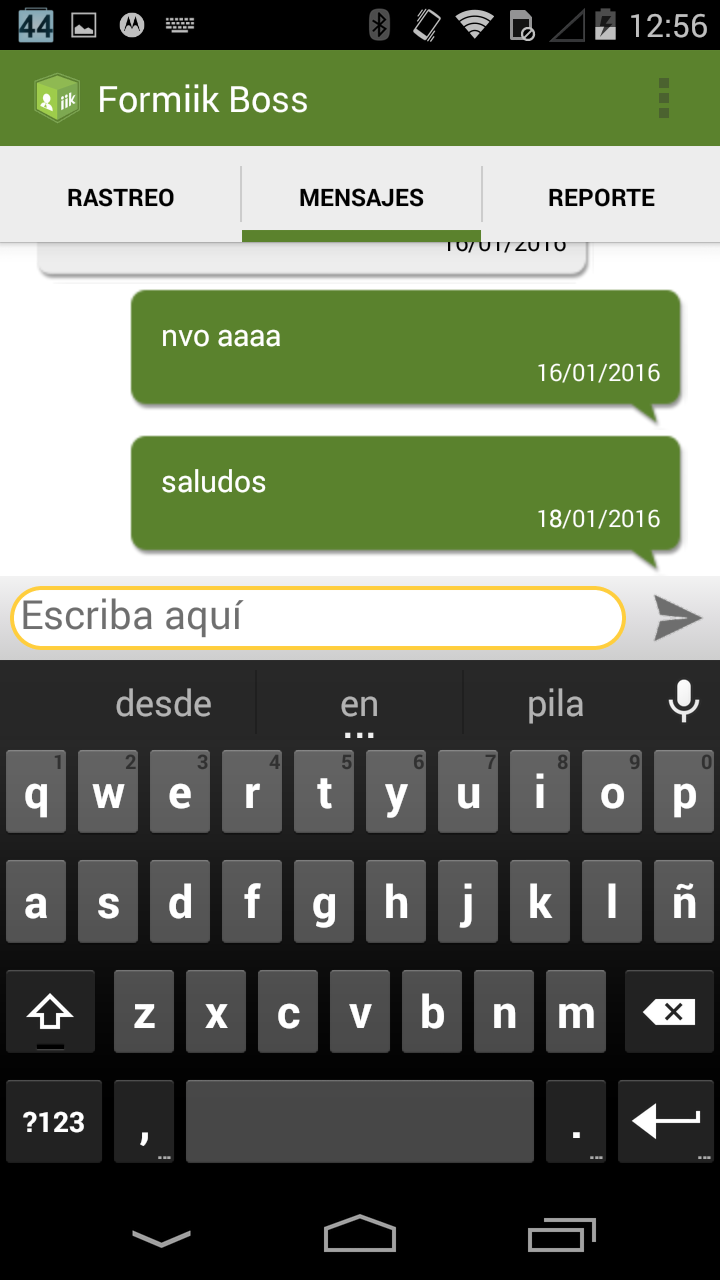 44
12:56
iik
Formiik Boss
RASTREO
MENSAJES
REPORTE
16/01/2016
nvo aaaa
16/01/2016
saludos
18/01/2016
Escriba aquí
desde en pila
...
1 2 3 4 5 6 7 8 9 0
q w e r t y u i o p
a s d f g h j k l ñ
z x c v b n m
?123 , .